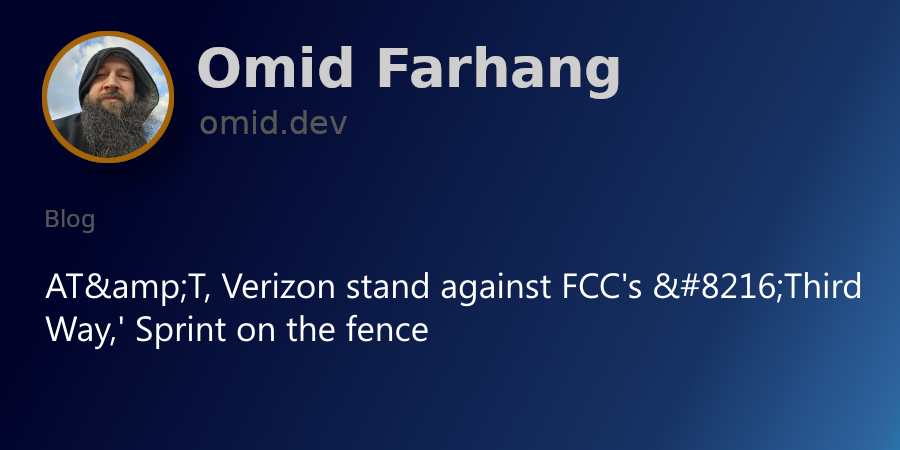 Omid Farhang
omid.dev
Blog
AT&amp;T, Verizon stand against FCC's &#8216;Third
Way,' Sprint on the fence